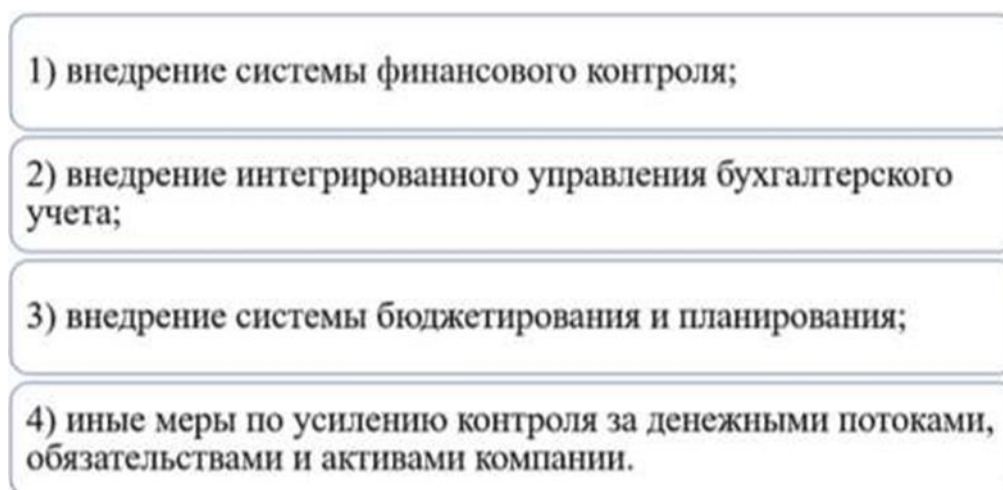 1) внедрение системы финансового контроля;
2) внедрение интегрированного управления бухгалтерского
учета;
3) внедрение системы бюджетирования и планирования;
4) иные меры по усилению контроля за денежными потоками,
обязательствами и активами компании.